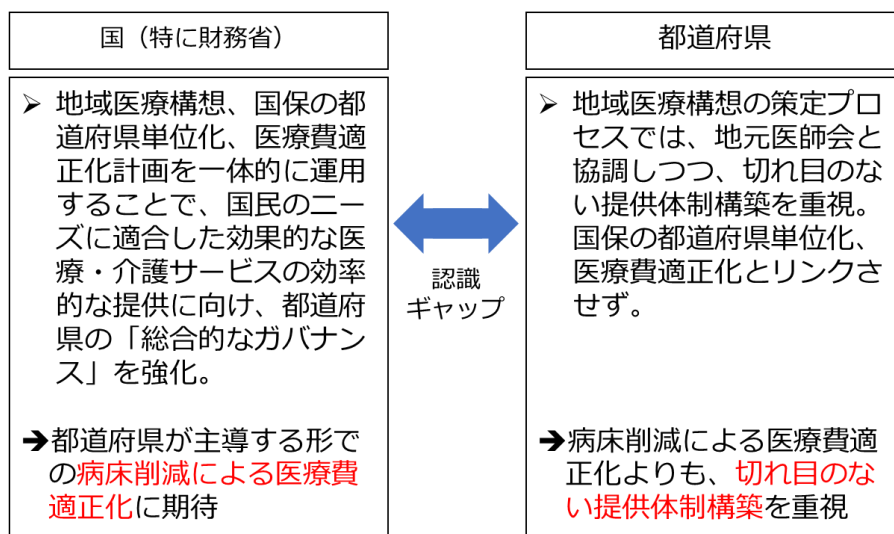 国（特に財務省）
➢ 地域医療構想、国保の都
道府県単位化、医療費適
正化計画を一体的に運用
することで、国民のニー
ズに適合した効果的な医
療・介護サービスの効率
的な提供に向け、都道府
県の「総合的なガバナン
ス」を強化。
➔都道府県が主導する形で
の病床削減による医療費
適正化に期待
認識
ギャップ
都道府県
➢ 地域医療構想の策定プロ
セスでは、地元医師会と
協調しつつ、切れ目のな
い提供体制構築を重視。
国保の都道府県単位化、
医療費適正化とリンクさ
せず。
➔病床削減による医療費適
正化よりも、切れ目のな
い提供体制構築を重視